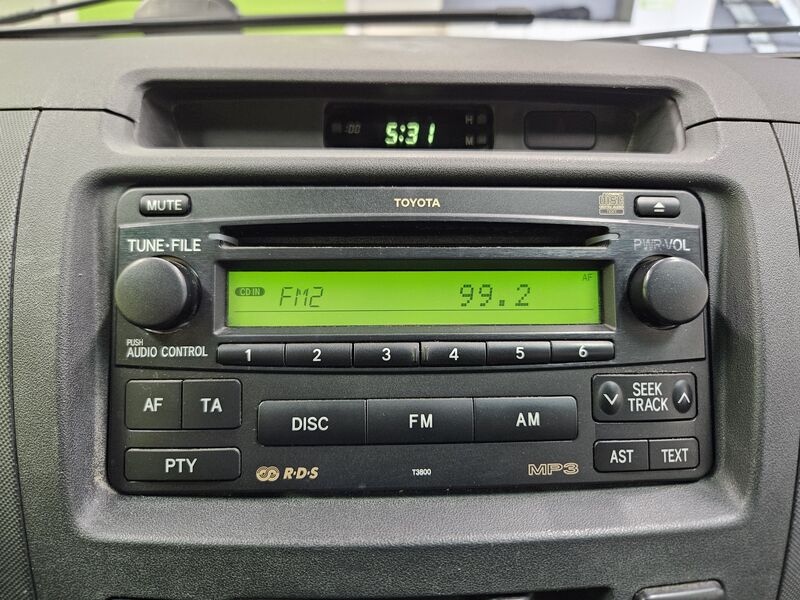 :00 5:31 H
M
MUTE TOYOTA
TUNE•FILE PWR•VOL
CD IN FM2 99.2 AF
PUSH
AUDIO CONTROL
1 2 3 4 5 6
AF TA DISC FM AM SEEK
TRACK
PTY R•D•S T3800 MP3 AST TEXT